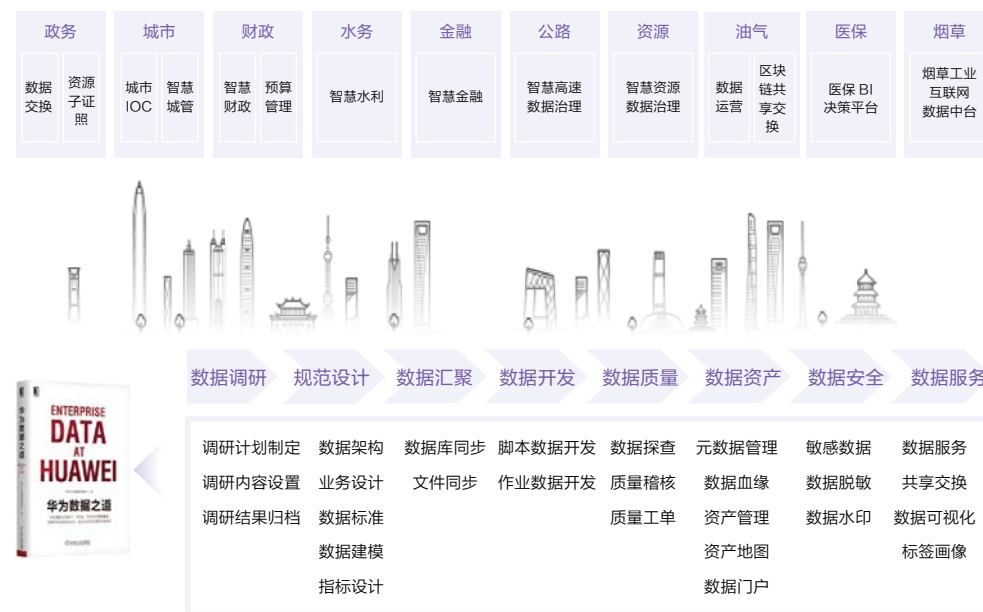 政务
城市
财政
水务
金融
公路
资源
油气
医保
烟草
数据
交换
资源
子证
照
城市
IOC
智慧
城管
智慧
财政
预算
管理
智慧水利
智慧金融
智慧高速
数据治理
智慧资源
数据治理
数据
运营
区块
链共
享交
换
医保 BI
决策平台
烟草工业
互联网
数据中台
数据调研
规范设计
数据汇聚
数据开发
数据质量
数据资产
数据安全
数据服务
调研计划制定
调研内容设置
调研结果归档
数据架构
业务设计
数据标准
数据建模
指标设计
数据库同步
文件同步
脚本数据开发
作业数据开发
数据探查
质量稽核
质量工单
元数据管理
数据血缘
资产管理
资产地图
数据门户
敏感数据
数据脱敏
数据水印
数据服务
共享交换
数据可视化
标签画像
华为数据之道
ENTERPRISE
DATA
AT
HUAWEI
华为数据之道